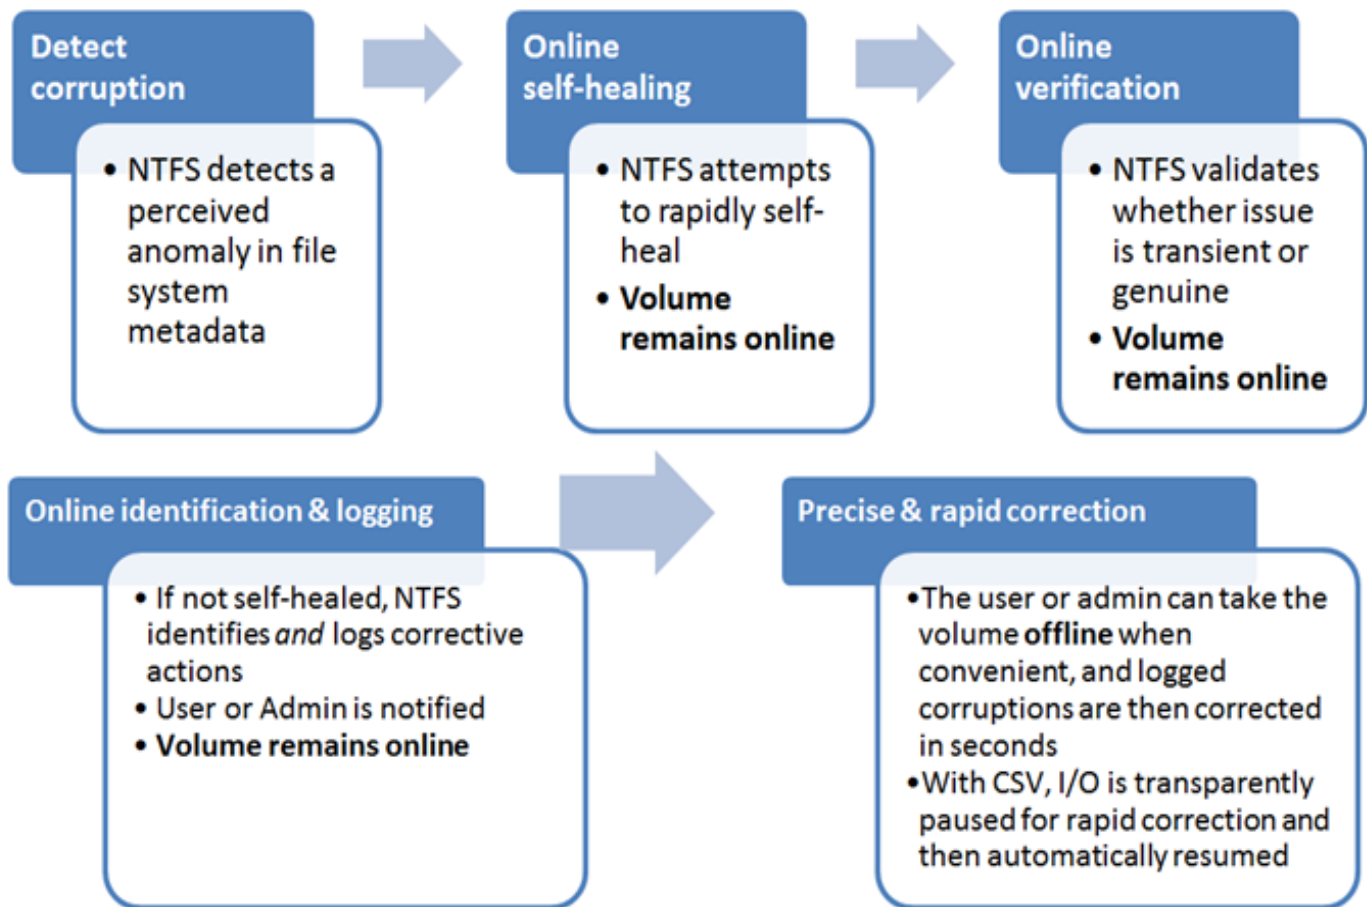 Detect
corruption
• NTFS detects a
perceived
anomaly in file
system
metadata
Online
self-healing
• NTFS attempts
to rapidly self-
heal
• Volume
remains online
Online
verification
• NTFS validates
whether issue
is transient or
genuine
• Volume
remains online
Online identification & logging
• If not self-healed, NTFS
identifies and logs corrective
actions
• User or Admin is notified
• Volume remains online
Precise & rapid correction
•The user or admin can take the
volume offline when
convenient, and logged
corruptions are then corrected
in seconds
•With CSV, I/O is transparently
paused for rapid correction and
then automatically resumed